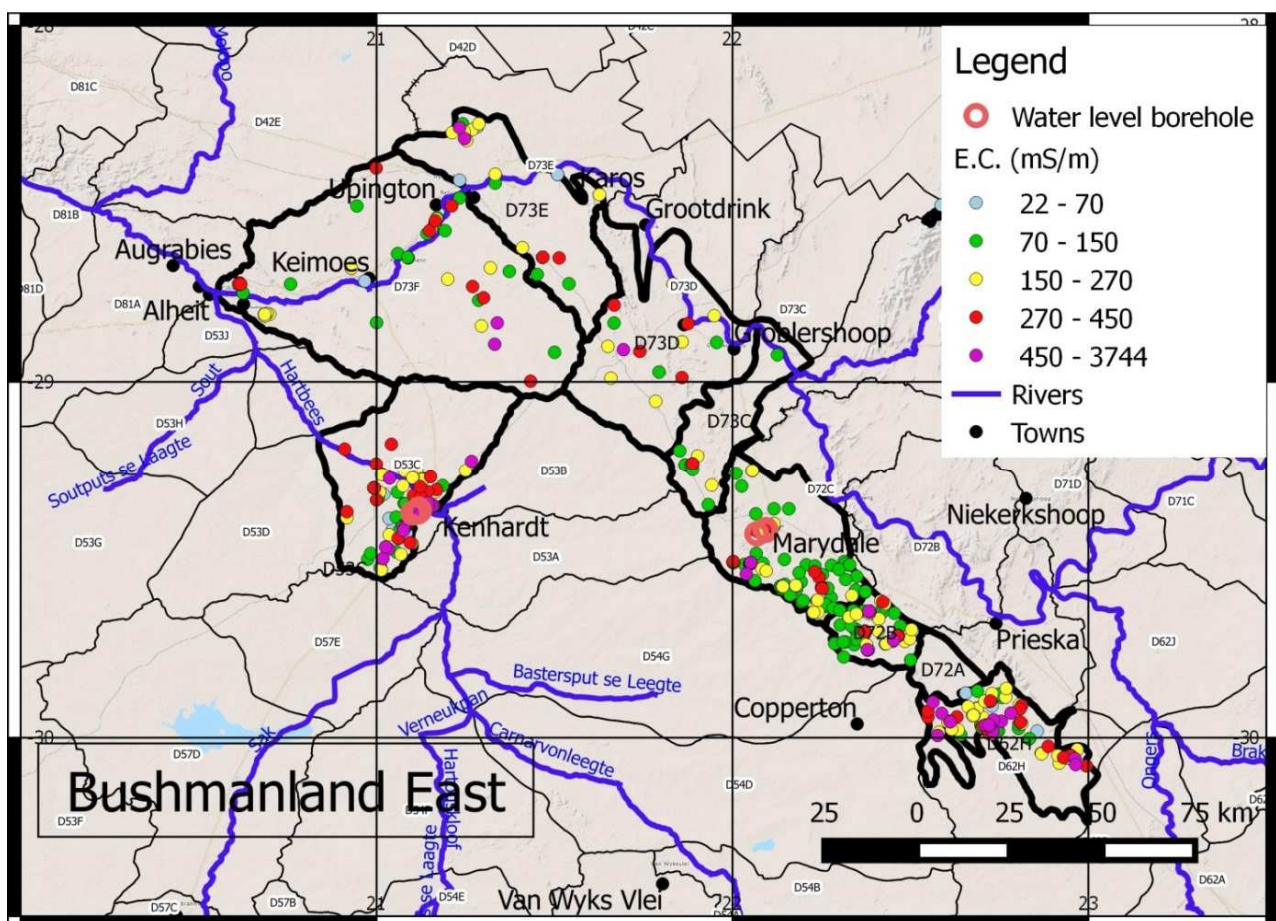 28
21
22
28
D42D
D42C
Legend
Water level borehole
E.C. (mS/m)
22 - 70
70 - 150
150 - 270
270 - 450
450 - 3744
Rivers
Towns
D81C
Molopo
D42E
D73E
Upington
Karos
D73E
Grootdrink
D81B
Augrabies
Keimoes
D73F
D73D
D73C
D81D
D81A
Alheit
D53J
D73D
Groblershoop
29
Sout
Hartbees
D53H
D73C
Soutputs se Laagte
D53C
D53B
D72C
D71D
D71C
Kenhardt
Niekerkshoop
D53G
D53D
D53A
Marydale
D72B
D57E
D72B
Prieska
D62J
D54G
D72A
Bastersput se Leegte
Copperton
Verneukpan
30
D57D
Sak
Carnarvonleegte
D62H
D62H
Ongers
Brak
Bushmanland East
D54D
25
0
25
50
75 km
D53F
Van Wyks Vlei
D54B
D62A
D57C
D57B
D54E
21
22
23